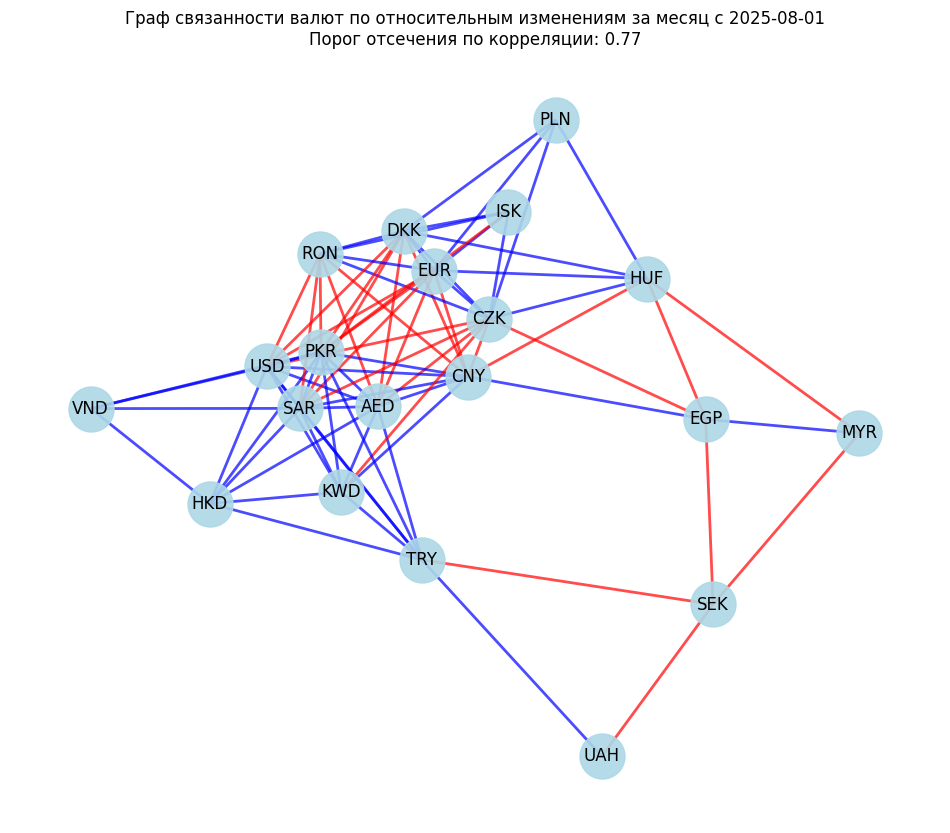 Граф связанности валют по относительным изменениям за месяц с 2025-08-01
Порог отсечения по корреляции: 0.77
PLN
ISK
DKK
RON
EUR
HUF
CZK
PKR
USD
CNY
VND
SAR
AED
EGP
MYR
HKD
KWD
TRY
SEK
UAH